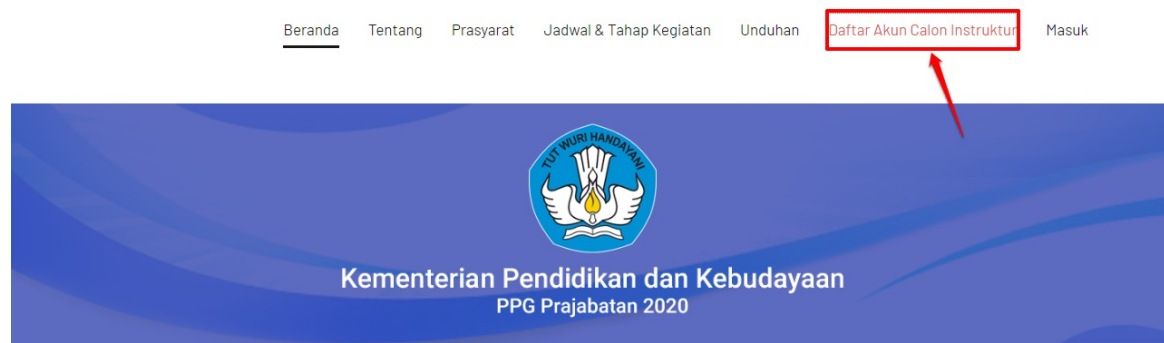 Beranda Tentang Prasyarat Jadwal & Tahap Kegiatan Unduhan Daftar Akun Calon Instruktur Masuk
TUT WURI HANDAYANI
Kementerian Pendidikan dan Kebudayaan
PPG Prajabatan 2020